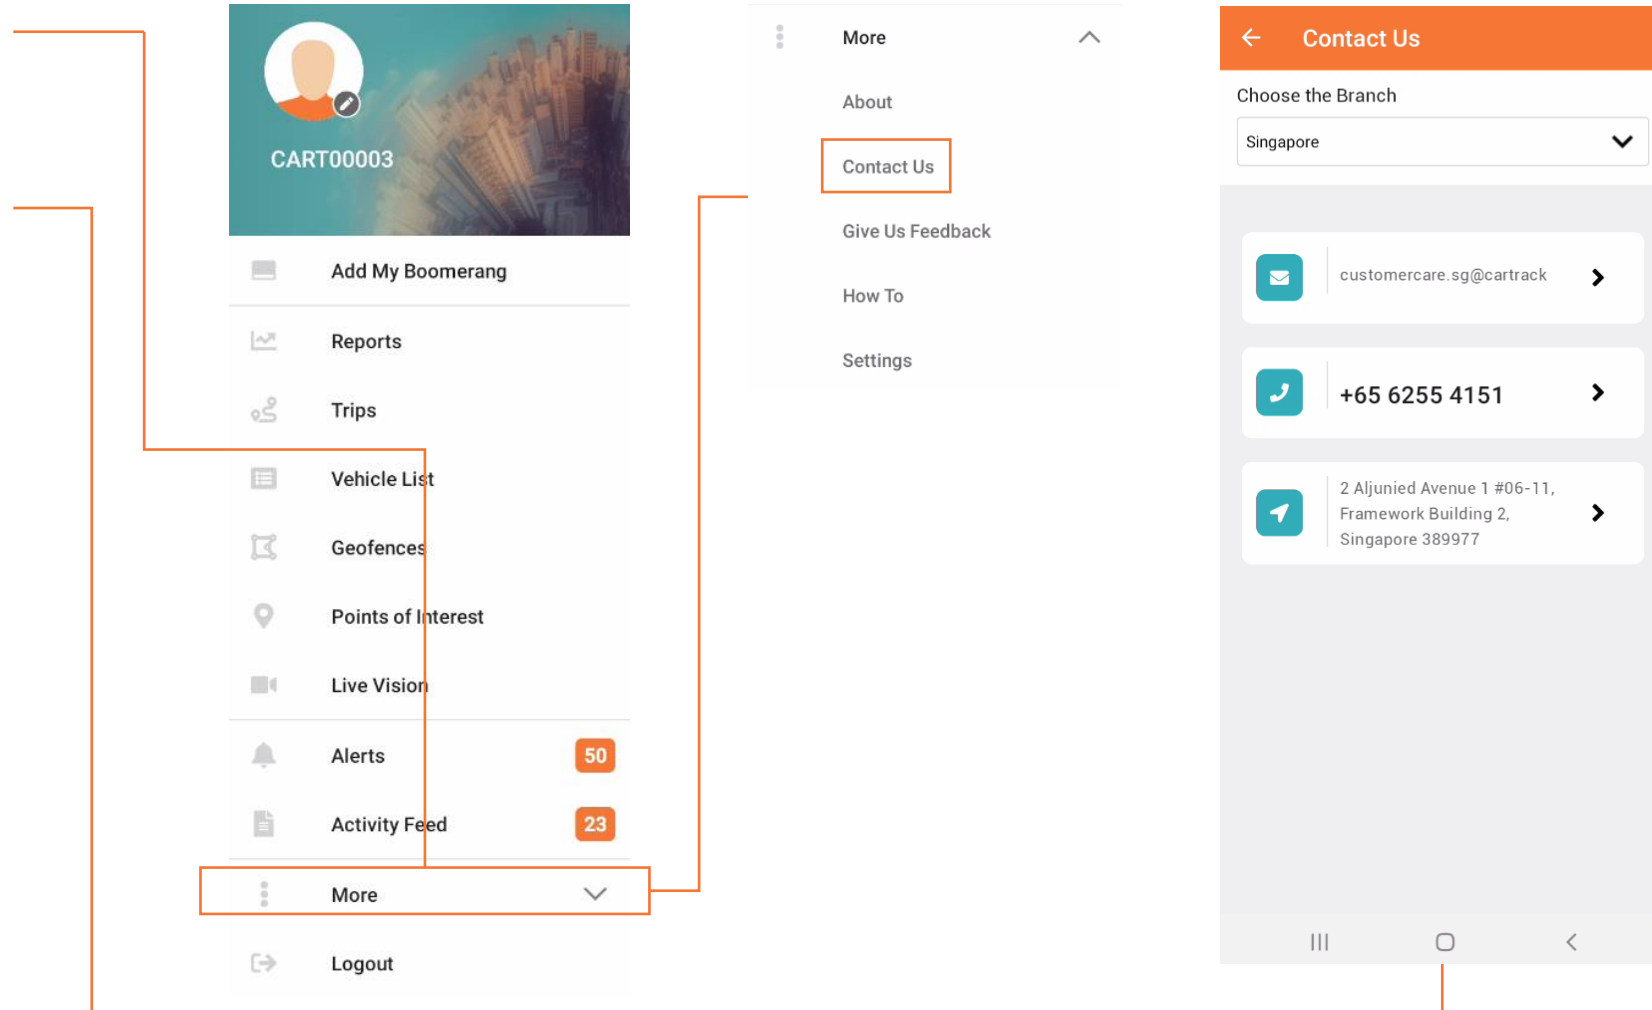 CART00003
Add My Boomerang
Reports
Trips
Vehicle List
Geofences
Points of Interest
Live Vision
Alerts
50
Activity Feed
23
More
Logout
More
About
Contact Us
Give Us Feedback
How To
Settings
Contact Us
Choose the Branch
Singapore
customercare.sg@cartrack
+65 6255 4151
2 Aljunied Avenue 1 #06-11,
Framework Building 2,
Singapore 389977